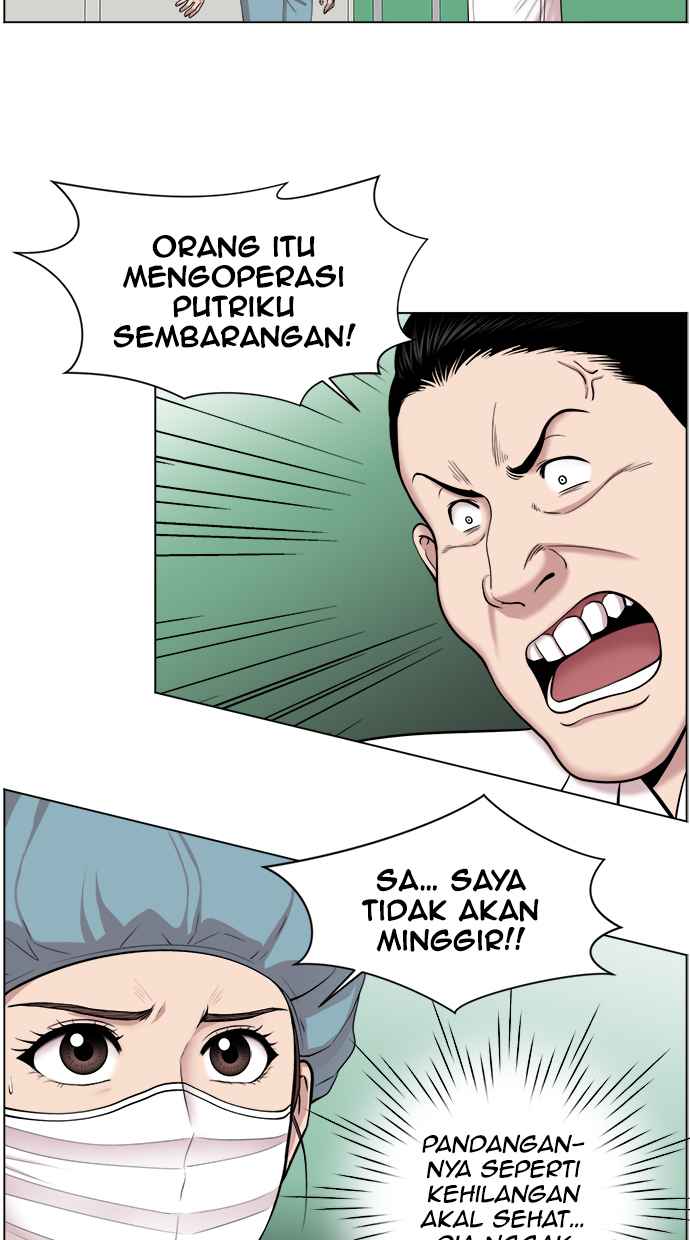 ORANG ITU
MENGOPERASI
PUTRIKU
SEMBARANGAN!
SA... SAYA
TIDAK AKAN
MINGGIR!!
PANDANGAN-
NYA SEPERTI
KEHILANGAN
AKAL SEHAT...